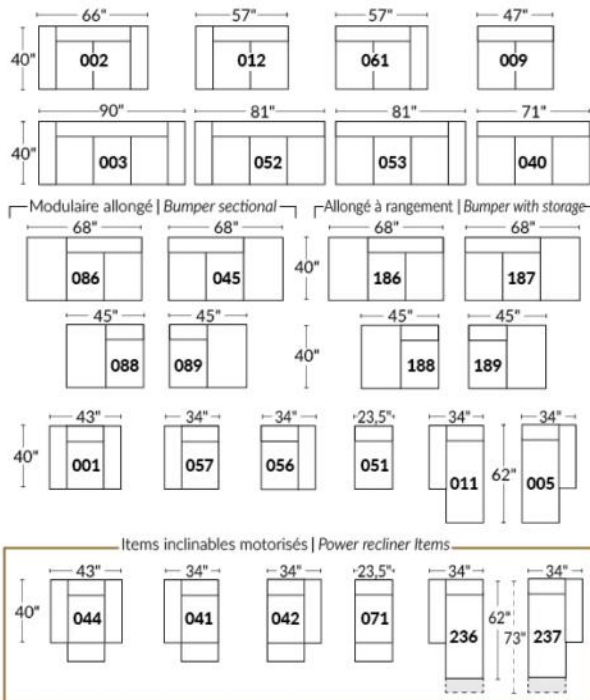 66" 57" 57" 47"
40" 002 012 061 009
90" 81" 81" 71"
40" 003 052 053 040
Modulaire allongé | Bumper sectional Allongé à rangement | Bumper with storage
68" 68" 68" 68"
086 045 40" 186 187
45" 45" 45" 45"
088 089 40" 188 189
43" 34" 34" 23,5" 34" 34"
40" 001 057 056 051 011 62" 005
Items inclinables motorisés | Power recliner Items
43" 34" 34" 23,5" 34" 34"
40" 044 041 042 071 236 62" 73" 237